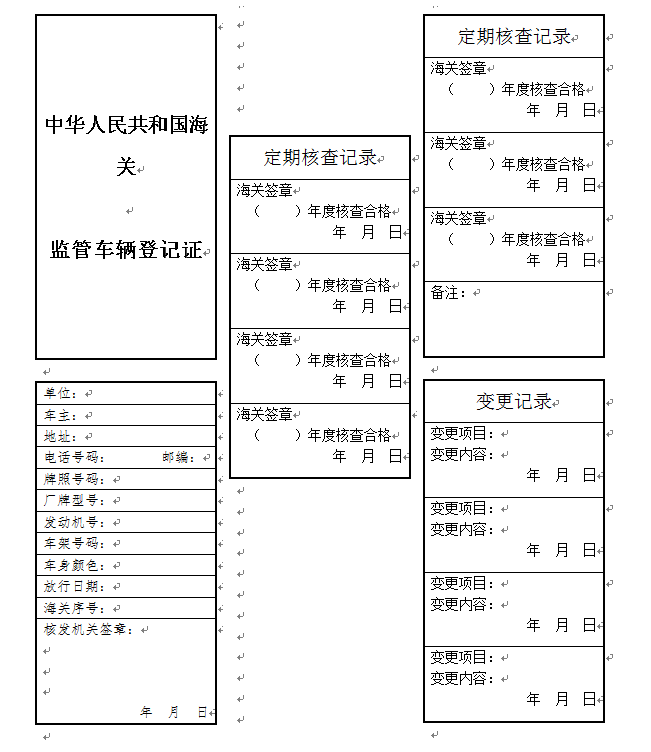 中华人民共和国海
关
监管车辆登记证
单位：
车主：
地址：
电话号码： 邮编：
牌照号码：
厂牌型号：
发动机号：
车架号码：
车身颜色：
放行日期：
海关序号：
核发机关签章：
年 月 日
定期核查记录
海关签章
（ ）年度核查合格
年 月 日
海关签章
（ ）年度核查合格
年 月 日
海关签章
（ ）年度核查合格
年 月 日
海关签章
（ ）年度核查合格
年 月 日
定期核查记录
海关签章
（ ）年度核查合格
年 月 日
海关签章
（ ）年度核查合格
年 月 日
海关签章
（ ）年度核查合格
年 月 日
备注：
变更记录
变更项目：
变更内容：
年 月 日
变更项目：
变更内容：
年 月 日
变更项目：
变更内容：
年 月 日
变更项目：
变更内容：
年 月 日